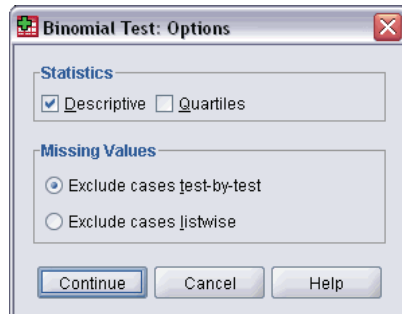 Binomial Test: Options
Statistics
Descriptive Quartiles
Missing Values
Exclude cases test-by-test
Exclude cases listwise
Continue Cancel Help